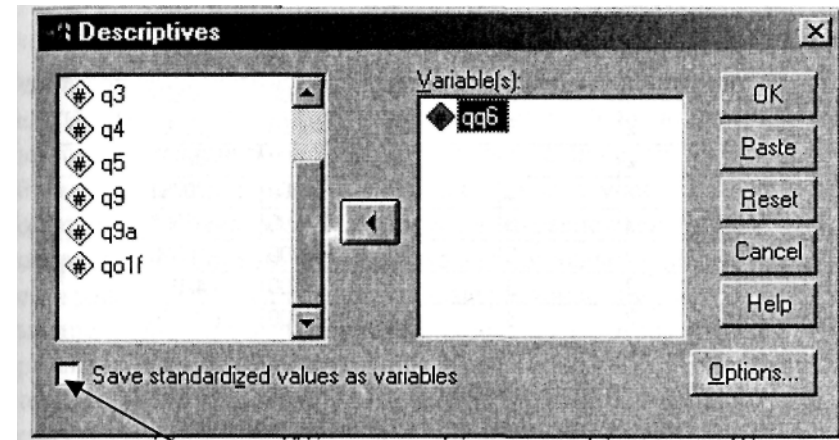 Descriptives
q3
q4
q5
q9
q9a
qo1f
Variable(s):
qq6
OK
Paste
Reset
Cancel
Help
Save standardized values as variables
Options...